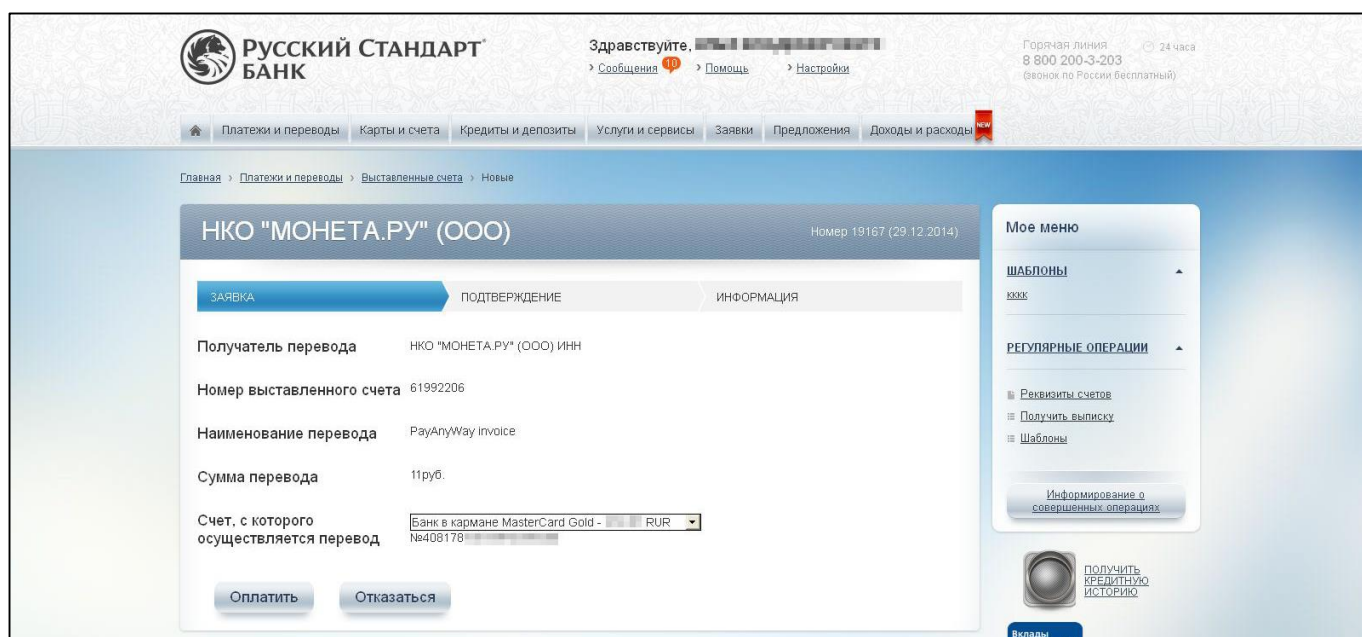 РУССКИЙ СТАНДАРТ
БАНК
Здравствуйте,
› Сообщения 10 › Помощь › Настройки
Горячая линия 24 часа
8 800 200-3-203
(звонок по России бесплатный)
Платежи и переводы Карты и счета Кредиты и депозиты Услуги и сервисы Заявки Предложения Доходы и расходы NEW
Главная › Платежи и переводы › Выставленные счета › Новые
НКО "МОНЕТА.РУ" (ООО) Номер 19167 (29.12.2014)
ЗАЯВКА ПОДТВЕРЖДЕНИЕ ИНФОРМАЦИЯ
Получатель перевода НКО "МОНЕТА.РУ" (ООО) ИНН
Номер выставленного счета 61992206
Наименование перевода PayAnyWay invoice
Сумма перевода 11руб.
Счет, с которого
осуществляется перевод
Банк в кармане MasterCard Gold - RUR
№408178
Оплатить Отказаться
Мое меню
ШАБЛОНЫ
кккк
РЕГУЛЯРНЫЕ ОПЕРАЦИИ
Реквизиты счетов
Получить выписку
Шаблоны
Информирование о
совершенных операциях
ПОЛУЧИТЬ
КРЕДИТНУЮ
ИСТОРИЮ
Вклады